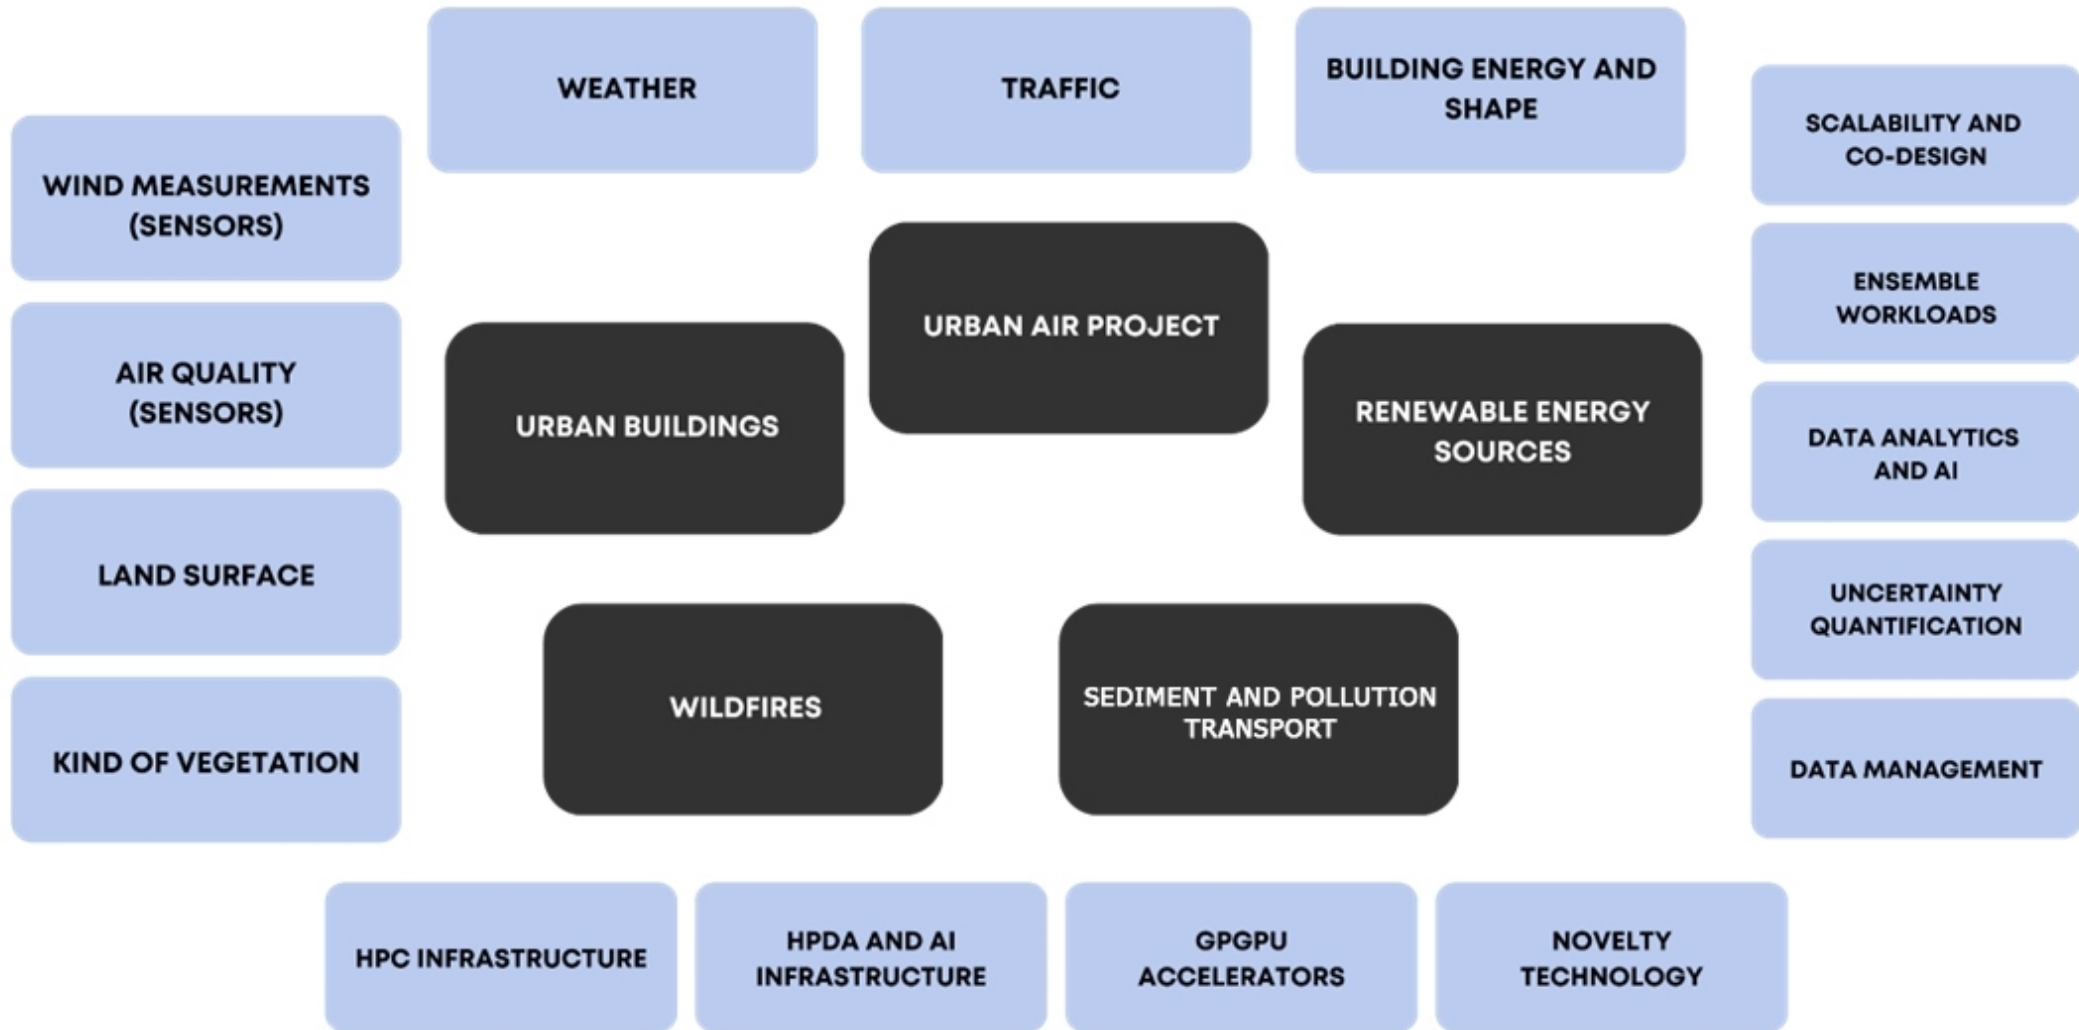 WEATHER
TRAFFIC
BUILDING ENERGY AND
SHAPE
WIND MEASUREMENTS
(SENSORS)
AIR QUALITY
(SENSORS)
LAND SURFACE
KIND OF VEGETATION
URBAN BUILDINGS
URBAN AIR PROJECT
RENEWABLE ENERGY
SOURCES
WILDFIRES
SEDIMENT AND POLLUTION
TRANSPORT
SCALABILITY AND
CO-DESIGN
ENSEMBLE
WORKLOADS
DATA ANALYTICS
AND AI
UNCERTAINTY
QUANTIFICATION
DATA MANAGEMENT
HPC INFRASTRUCTURE
HPDA AND AI
INFRASTRUCTURE
GPGPU
ACCELERATORS
NOVELTY
TECHNOLOGY